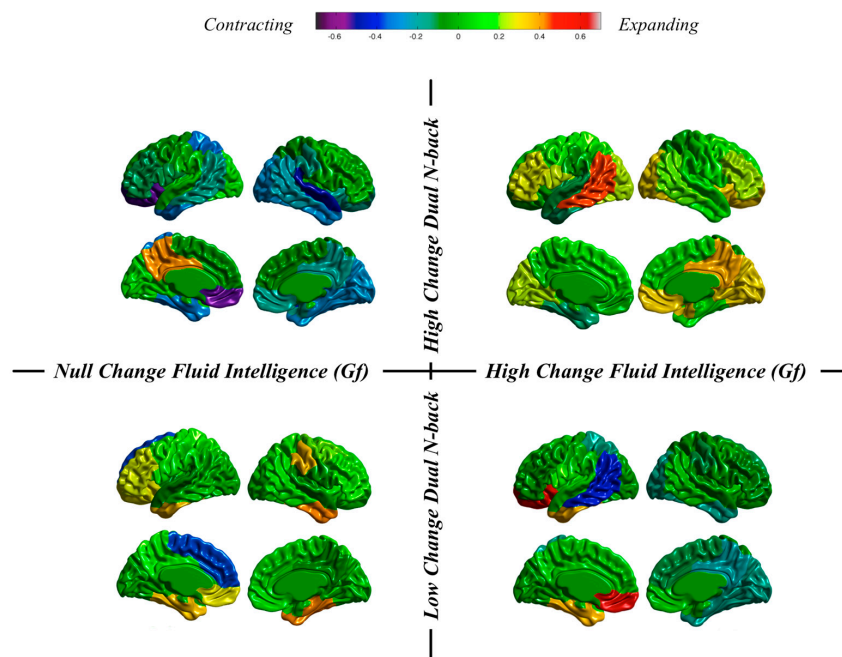 Contracting Expanding
-0.6 -0.4 -0.2 0 0.2 0.4 0.6
High Change Dual N-back
Null Change Fluid Intelligence (Gf) High Change Fluid Intelligence (Gf)
Low Change Dual N-back